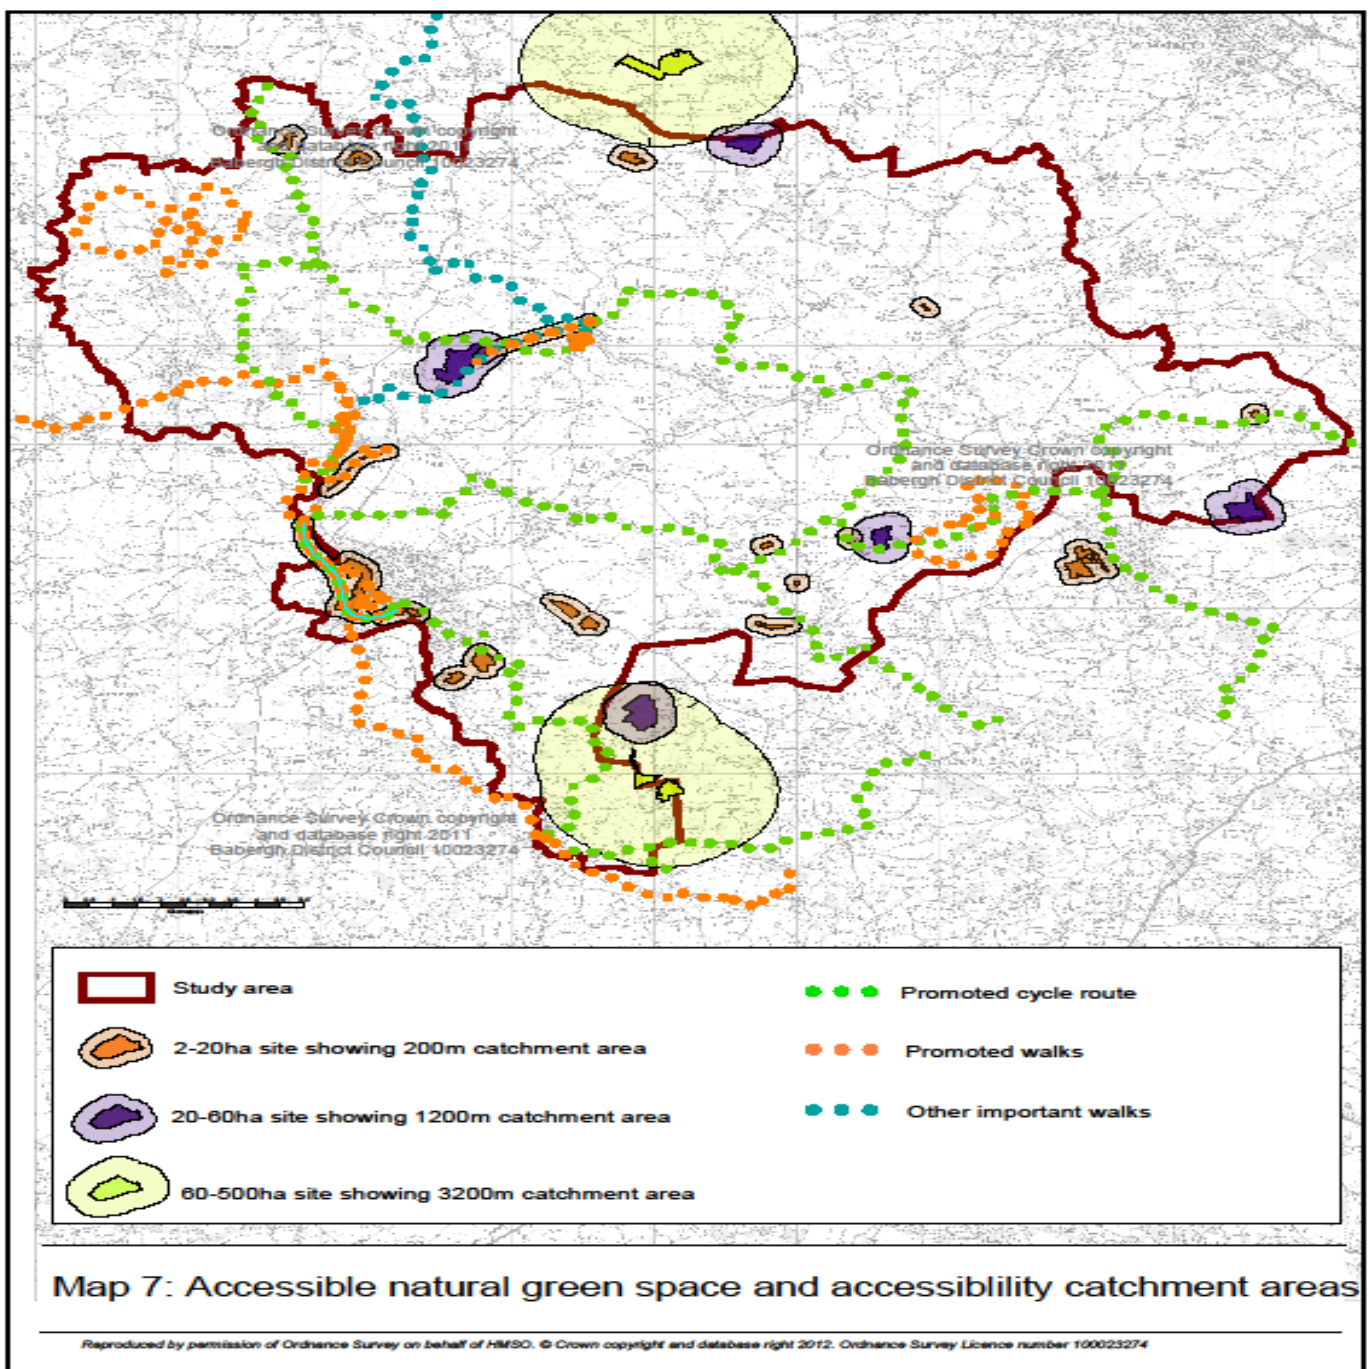 Ordnance Survey Crown copyright
and database right 2011
Babergh District Council 10023274
Ordnance Survey Crown copyright
and database right 2011
Babergh District Council 10023274
Ordnance Survey Crown copyright
and database right 2011
Babergh District Council 10023274
Study area
2-20ha site showing 200m catchment area
20-60ha site showing 1200m catchment area
60-500ha site showing 3200m catchment area
Promoted cycle route
Promoted walks
Other important walks
Map 7: Accessible natural green space and accessiblility catchment areas
Reproduced by permission of Ordnance Survey on behalf of HMSO. © Crown copyright and database right 2012. Ordnance Survey Licence number 100023274